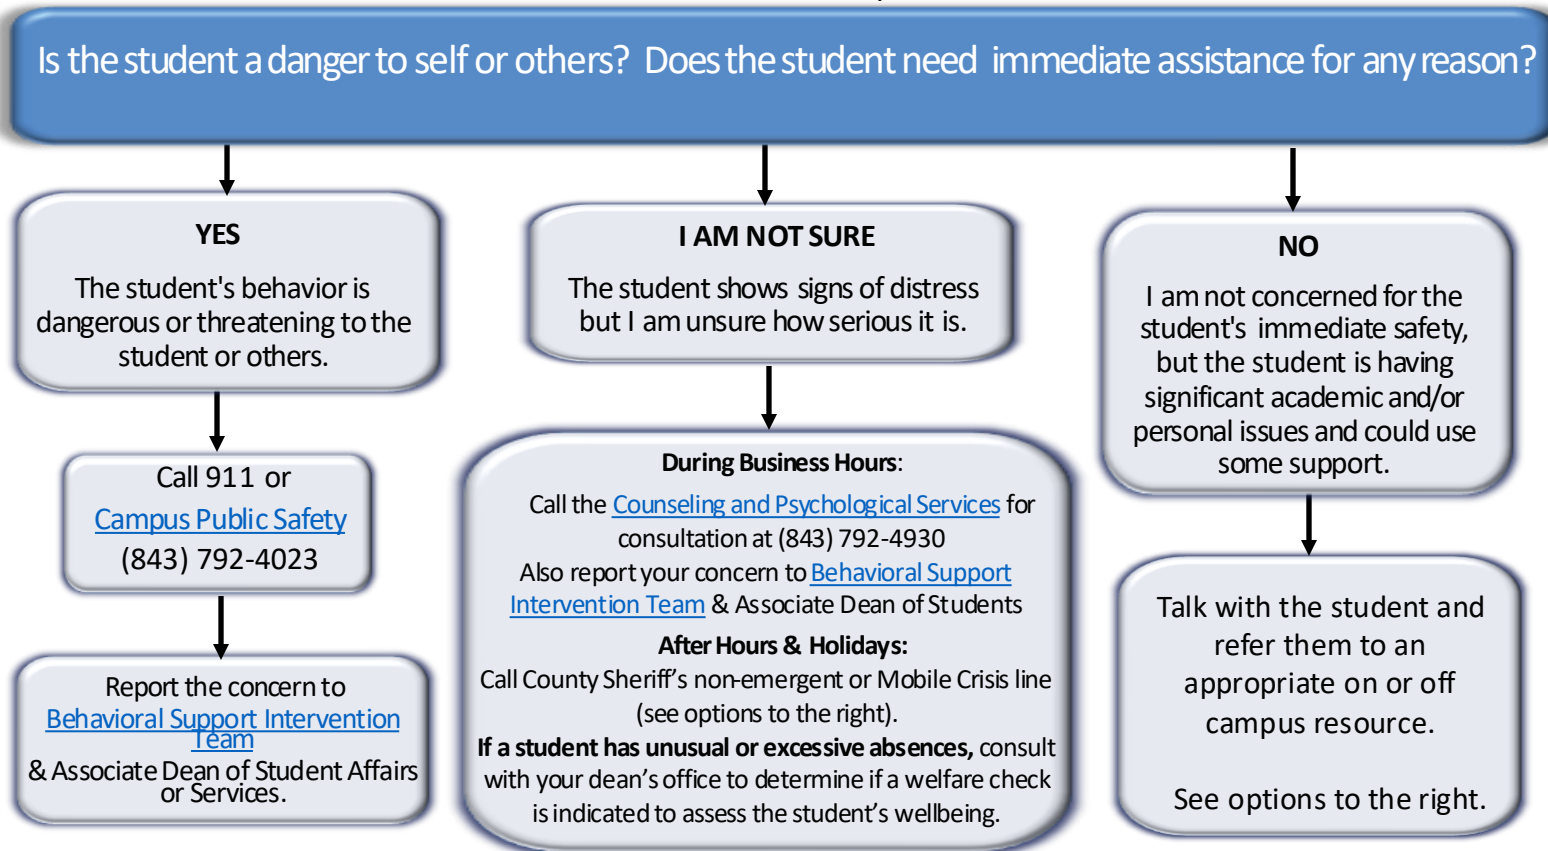 Is the student a danger to self or others? Does the student need immediate assistance for any reason?
YES
The student's behavior is
dangerous or threatening to the
student or others.
Call 911 or
Campus Public Safety
(843) 792-4023
Report the concern to
Behavioral Support Intervention
Team
& Associate Dean of Student Affairs
or Services.
I AM NOT SURE
The student shows signs of distress
but I am unsure how serious it is.
During Business Hours:
Call the Counseling and Psychological Services for
consultation at (843) 792-4930
Also report your concern to Behavioral Support
Intervention Team & Associate Dean of Students
After Hours & Holidays:
Call County Sheriff’s non-emergent or Mobile Crisis line
(see options to the right).
If a student has unusual or excessive absences, consult
with your dean’s office to determine if a welfare check
is indicated to assess the student’s wellbeing.
NO
I am not concerned for the
student's immediate safety,
but the student is having
significant academic and/or
personal issues and could use
some support.
Talk with the student and
refer them to an
appropriate on or off
campus resource.
See options to the right.